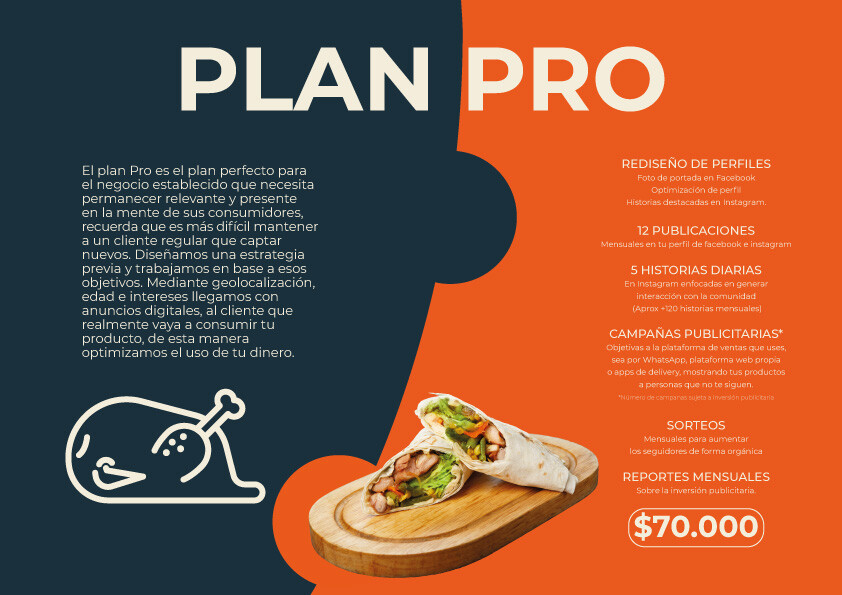 PLAN PRO
El plan Pro es el plan perfecto para
el negocio establecido que necesita
permanecer relevante y presente
en la mente de sus consumidores,
recuerda que es más difícil mantener
a un cliente regular que captar
nuevos. Diseñamos una estrategia
previa y trabajamos en base a esos
objetivos. Mediante geolocalización,
edad e intereses llegamos con
anuncios digitales, al cliente que
realmente vaya a consumir tu
producto, de esta manera
optimizamos el uso de tu dinero.
REDISEÑO DE PERFILES
Foto de portada en Facebook
Optimización de perfil
Historias destacadas en Instagram.
12 PUBLICACIONES
Mensuales en tu perfil de facebook e instagram
5 HISTORIAS DIARIAS
En Instagram enfocadas en generar
interacción con la comunidad
(Aprox +120 historias mensuales)
CAMPAÑAS PUBLICITARIAS*
Objetivas a la plataforma de ventas que uses,
sea por WhatsApp, plataforma web propia
o apps de delivery, mostrando tus productos
a personas que no te siguen.
*Número de campanas sujeta a inversión publicitaria
SORTEOS
Mensuales para aumentar
los seguidores de forma orgánica
REPORTES MENSUALES
Sobre la inversión publicitaria.
$70.000